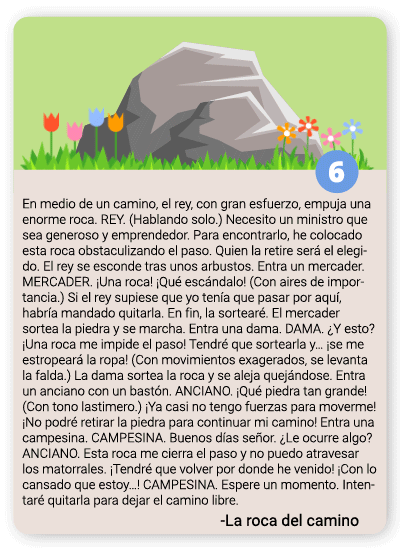 6
En medio de un camino, el rey, con gran esfuerzo, empuja una
enorme roca. REY. (Hablando solo.) Necesito un ministro que
sea generoso y emprendedor. Para encontrarlo, he colocado
esta roca obstaculizando el paso. Quien la retire será el elegi-
do. El rey se esconde tras unos arbustos. Entra un mercader.
MERCADER. ¡Una roca! ¡Qué escándalo! (Con aires de impor-
tancia.) Si el rey supiese que yo tenía que pasar por aquí,
habría mandado quitarla. En fin, la sortearé. El mercader
sortea la piedra y se marcha. Entra una dama. DAMA. ¿Y esto?
¡Una roca me impide el paso! Tendré que sortearla y... ¡se me
estropeará la ropa! (Con movimientos exagerados, se levanta
la falda.) La dama sortea la roca y se aleja quejándose. Entra
un anciano con un bastón. ANCIANO. ¡Qué piedra tan grande!
(Con tono lastimero.) ¡Ya casi no tengo fuerzas para moverme!
¡No podré retirar la piedra para continuar mi camino! Entra una
campesina. CAMPESINA. Buenos días señor. ¿Le ocurre algo?
ANCIANO. Esta roca me cierra el paso y no puedo atravesar
los matorrales. ¡Tendré que volver por donde he venido! ¡Con lo
cansado que estoy...! CAMPESINA. Espere un momento. Inten-
taré quitarla para dejar el camino libre.
-La roca del camino